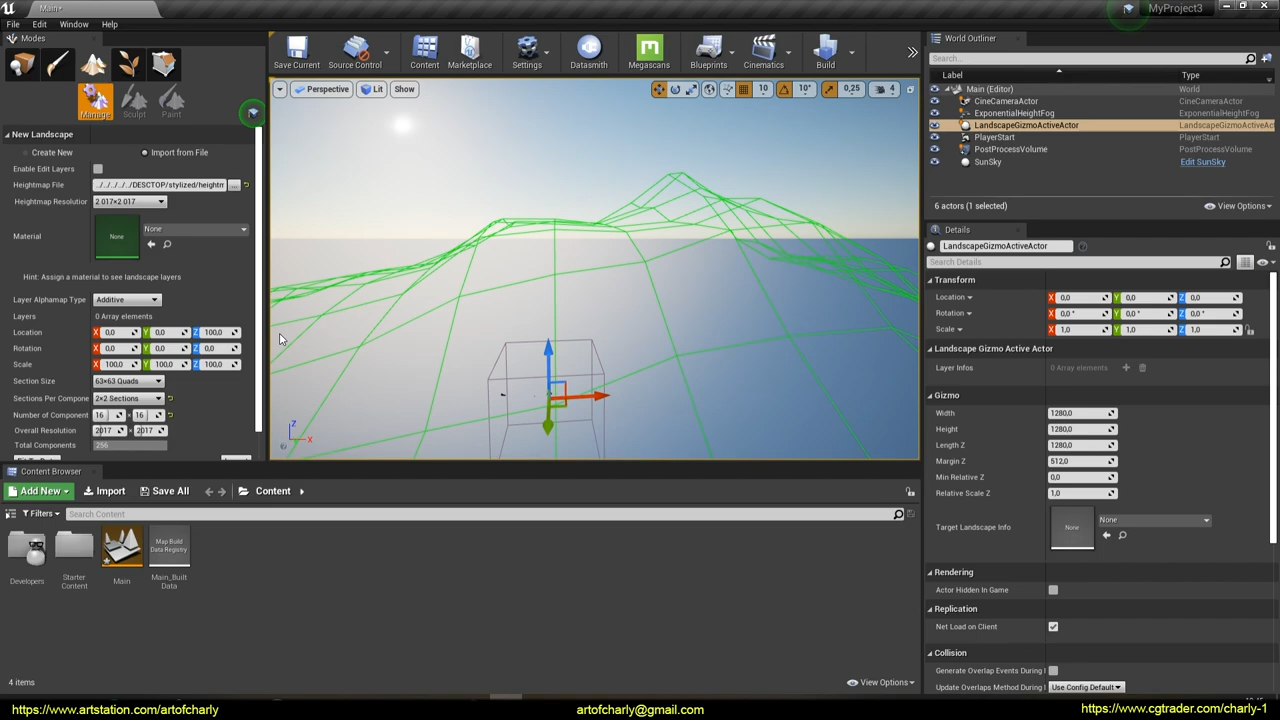 Main+
MyProject3
File Edit Window Help
Modes
Save Current Source Control Content Marketplace Settings Datasmith Megascans Blueprints Cinematics Build
Manage Sculpt Paint
New Landscape
Create New Import from File
Enable Edit Layers
Heightmap File ../../../../../DESCTOP/stylized/heightm
Heightmap Resolution 2 017×2 017
Material None None
Hint: Assign a material to see landscape layers
Layer Alphamap Type Additive
Layers 0 Array elements
Location X 0,0 Y 0,0 Z 100,0
Rotation X 0,0 Y 0,0 Z 0,0
Scale X 100,0 Y 100,0 Z 100,0
Section Size 63×63 Quads
Sections Per Compone 2×2 Sections
Number of Component 16 × 16
Overall Resolution 2017 × 2017
Total Components 256
Perspective Lit Show 10 10° 0,25 4
Z X
World Outliner
Search...
Label Type
Main (Editor) World
CineCameraActor CineCameraActor
ExponentialHeightFog ExponentialHeightFog
LandscapeGizmoActiveActor LandscapeGizmoActiveAc
PlayerStart PlayerStart
PostProcessVolume PostProcessVolume
SunSky Edit SunSky
6 actors (1 selected) View Options
Details
LandscapeGizmoActiveActor
Search Details
Transform
Location X 0,0 Y 0,0 Z 0,0
Rotation X 0,0 ° Y 0,0 ° Z 0,0 °
Scale X 1,0 Y 1,0 Z 1,0
Landscape Gizmo Active Actor
Layer Infos 0 Array elements
Gizmo
Width 1280,0
Height 1280,0
Length Z 1280,0
Margin Z 512,0
Min Relative Z 0,0
Relative Scale Z 1,0
Target Landscape Info None None
Rendering
Actor Hidden In Game
Replication
Net Load on Client
Collision
Generate Overlap Events During
Update Overlaps Method During Use Config Default
Content Browser
Add New Import Save All Content
Filters Search Content
Map Build
Data Registry
Developers Starter Content Main Main_Built Data
4 items View Options
https://www.artstation.com/artofcharly artofcharly@gmail.com https://www.cgtrader.com/charly-1